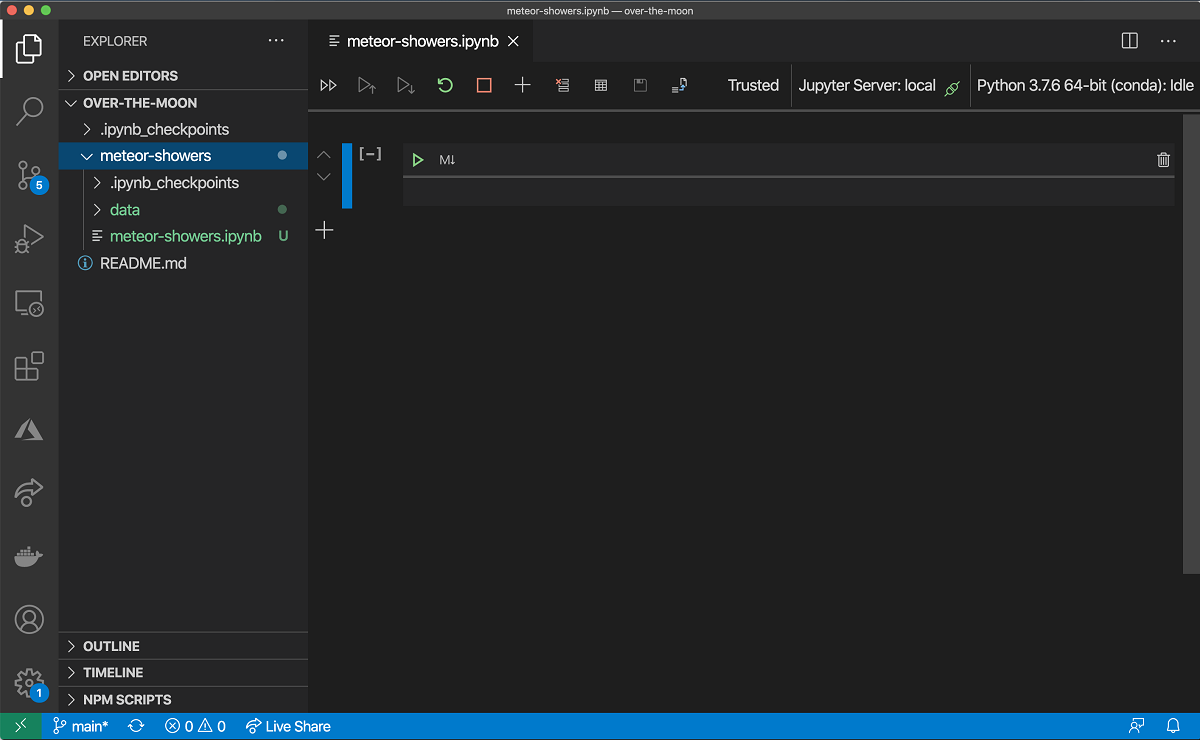 meteor-showers.ipynb — over-the-moon
EXPLORER
meteor-showers.ipynb
OPEN EDITORS
OVER-THE-MOON
.ipynb_checkpoints
meteor-showers
.ipynb_checkpoints
data
meteor-showers.ipynb U
README.md
Trusted
Jupyter Server: local
Python 3.7.6 64-bit (conda): Idle
[-]
M↓
5
1
OUTLINE
TIMELINE
NPM SCRIPTS
main* 0 0 Live Share